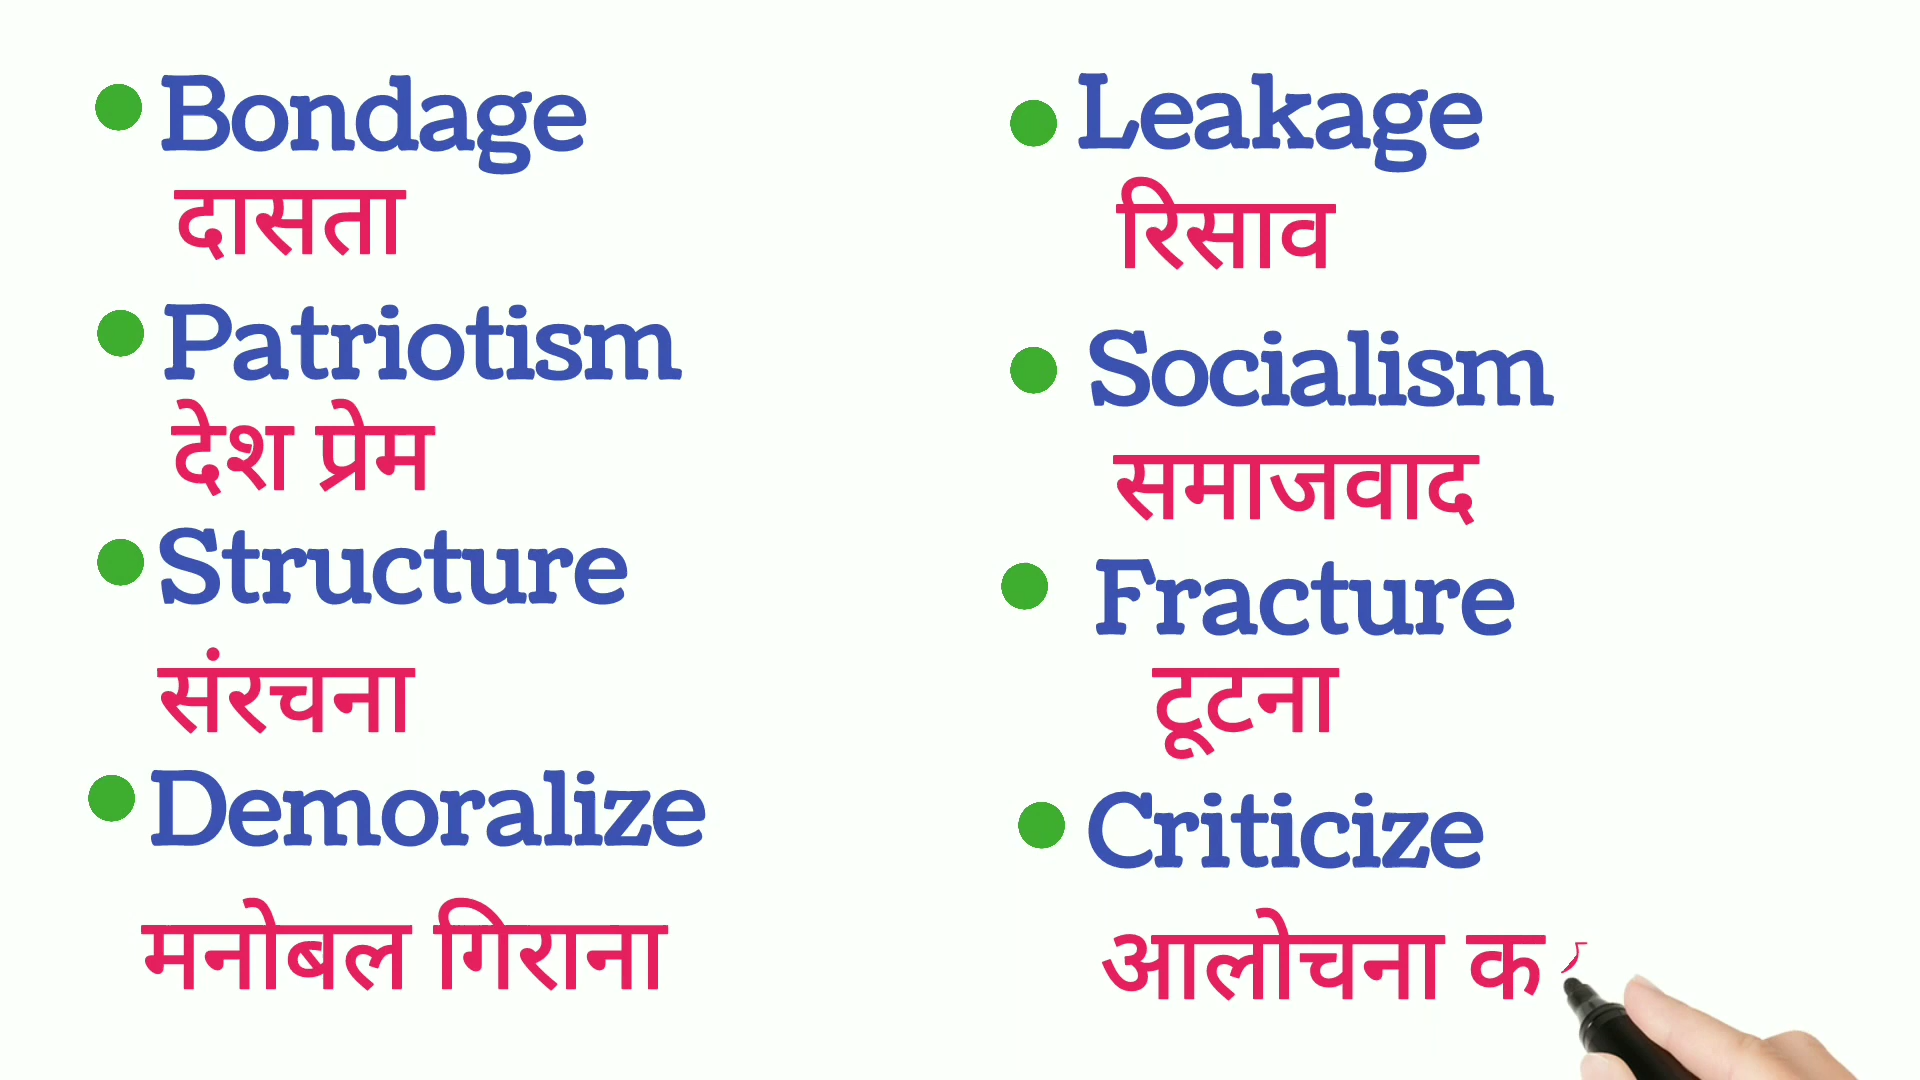 Bondage
दासता
Patriotism
देश प्रेम
Structure
संरचना
Demoralize
मनोबल गिराना
Leakage
रिसाव
Socialism
समाजवाद
Fracture
टूटना
Criticize
आलोचना क